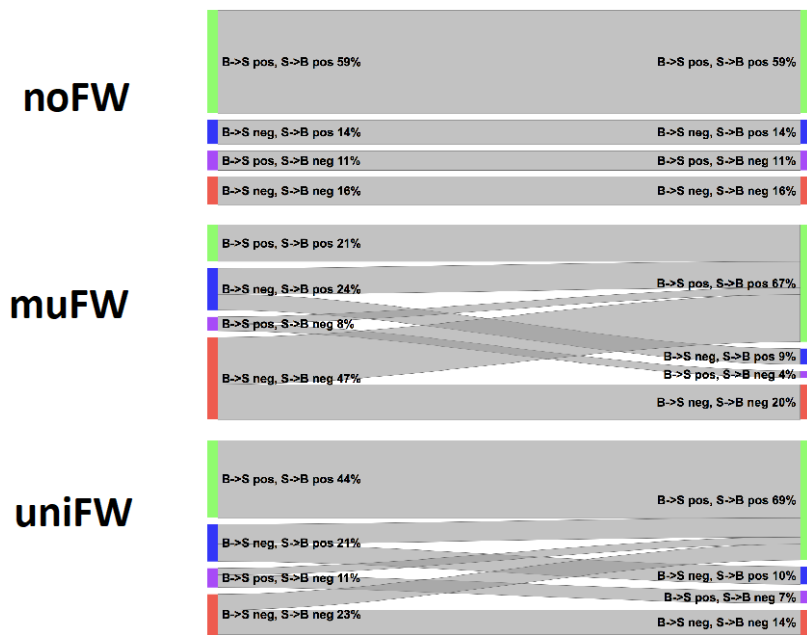 noFW
B->S pos, S->B pos 59%
B->S pos, S->B pos 59%
B->S neg, S->B pos 14%
B->S neg, S->B pos 14%
B->S pos, S->B neg 11%
B->S pos, S->B neg 11%
B->S neg, S->B neg 16%
B->S neg, S->B neg 16%
muFW
B->S pos, S->B pos 21%
B->S pos, S->B pos 67%
B->S neg, S->B pos 24%
B->S pos, S->B neg 8%
B->S neg, S->B pos 9%
B->S pos, S->B neg 4%
B->S neg, S->B neg 47%
B->S neg, S->B neg 20%
uniFW
B->S pos, S->B pos 44%
B->S pos, S->B pos 69%
B->S neg, S->B pos 21%
B->S pos, S->B neg 11%
B->S neg, S->B pos 10%
B->S pos, S->B neg 7%
B->S neg, S->B neg 23%
B->S neg, S->B neg 14%